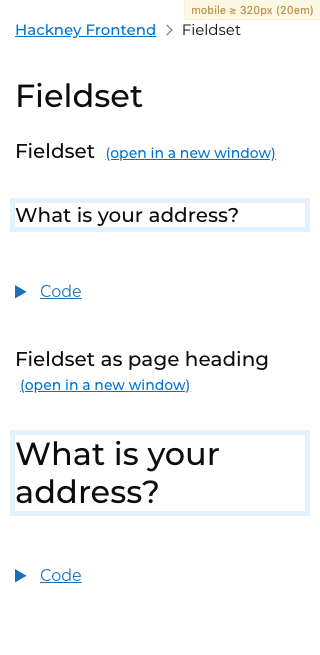 mobile ≥ 320px (20em)
Hackney Frontend > Fieldset
Fieldset
Fieldset (open in a new window)
What is your address?
Code
Fieldset as page heading
(open in a new window)
What is your
address?
Code